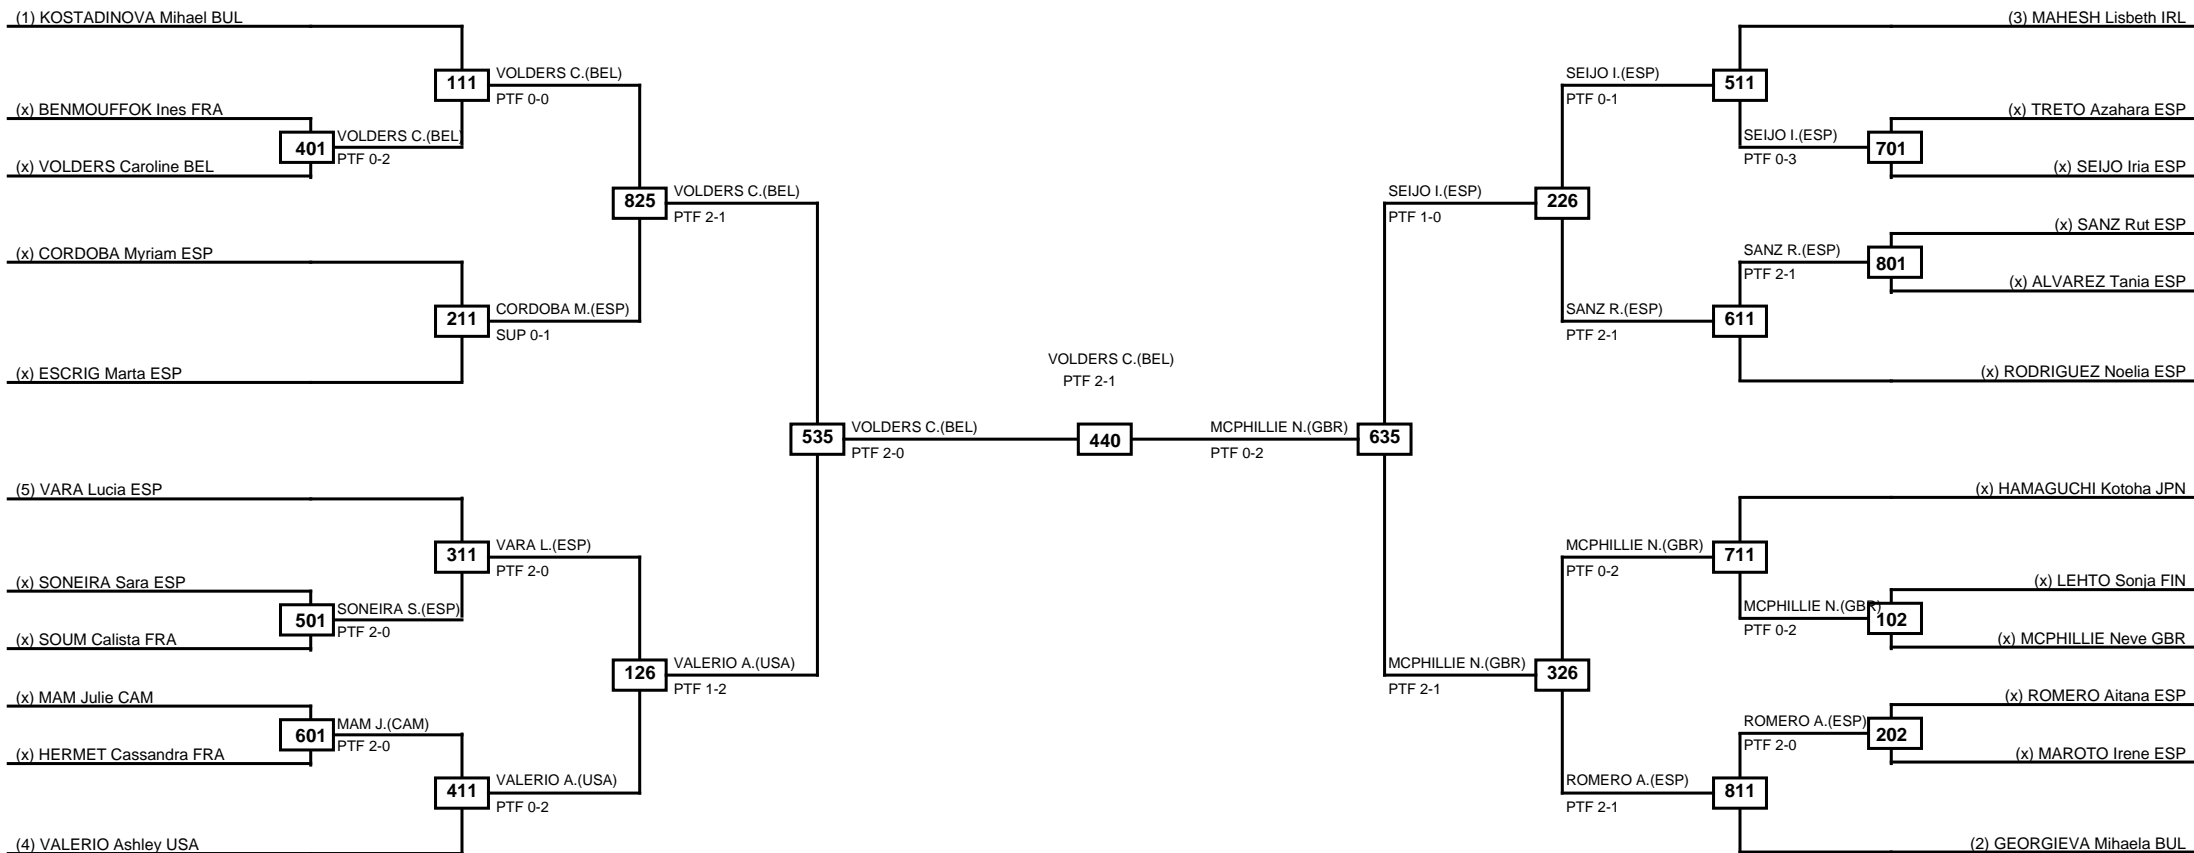 (1) KOSTADINOVA Mihael BUL
(x) BENMOUFFOK Ines FRA
(x) VOLDERS Caroline BEL
(x) CORDOBA Myriam ESP
(x) ESCRIG Marta ESP
(5) VARA Lucia ESP
(x) SONEIRA Sara ESP
(x) SOUM Calista FRA
(x) MAM Julie CAM
(x) HERMET Cassandra FRA
(4) VALERIO Ashley USA
401
VOLDERS C.(BEL)
PTF 0-2
501
SONEIRA S.(ESP)
PTF 2-0
601
MAM J.(CAM)
PTF 2-0
111
VOLDERS C.(BEL)
PTF 0-0
211
CORDOBA M.(ESP)
SUP 0-1
311
VARA L.(ESP)
PTF 2-0
411
VALERIO A.(USA)
PTF 0-2
825
VOLDERS C.(BEL)
PTF 2-1
126
VALERIO A.(USA)
PTF 1-2
535
VOLDERS C.(BEL)
PTF 2-0
VOLDERS C.(BEL)
PTF 2-1
440
MCPHILLIE N.(GBR)
PTF 0-2
635
SEIJO I.(ESP)
PTF 1-0
226
MCPHILLIE N.(GBR)
PTF 2-1
326
SEIJO I.(ESP)
PTF 0-1
511
SANZ R.(ESP)
PTF 2-1
611
MCPHILLIE N.(GBR)
PTF 0-2
711
ROMERO A.(ESP)
PTF 2-1
811
SEIJO I.(ESP)
PTF 0-3
701
SANZ R.(ESP)
PTF 2-1
801
MCPHILLIE N.(GBR)
PTF 0-2
102
ROMERO A.(ESP)
PTF 2-0
202
(3) MAHESH Lisbeth IRL
(x) TRETO Azahara ESP
(x) SEIJO Iria ESP
(x) SANZ Rut ESP
(x) ALVAREZ Tania ESP
(x) RODRIGUEZ Noelia ESP
(x) HAMAGUCHI Kotoha JPN
(x) LEHTO Sonja FIN
(x) MCPHILLIE Neve GBR
(x) ROMERO Aitana ESP
(x) MAROTO Irene ESP
(2) GEORGIEVA Mihaela BUL